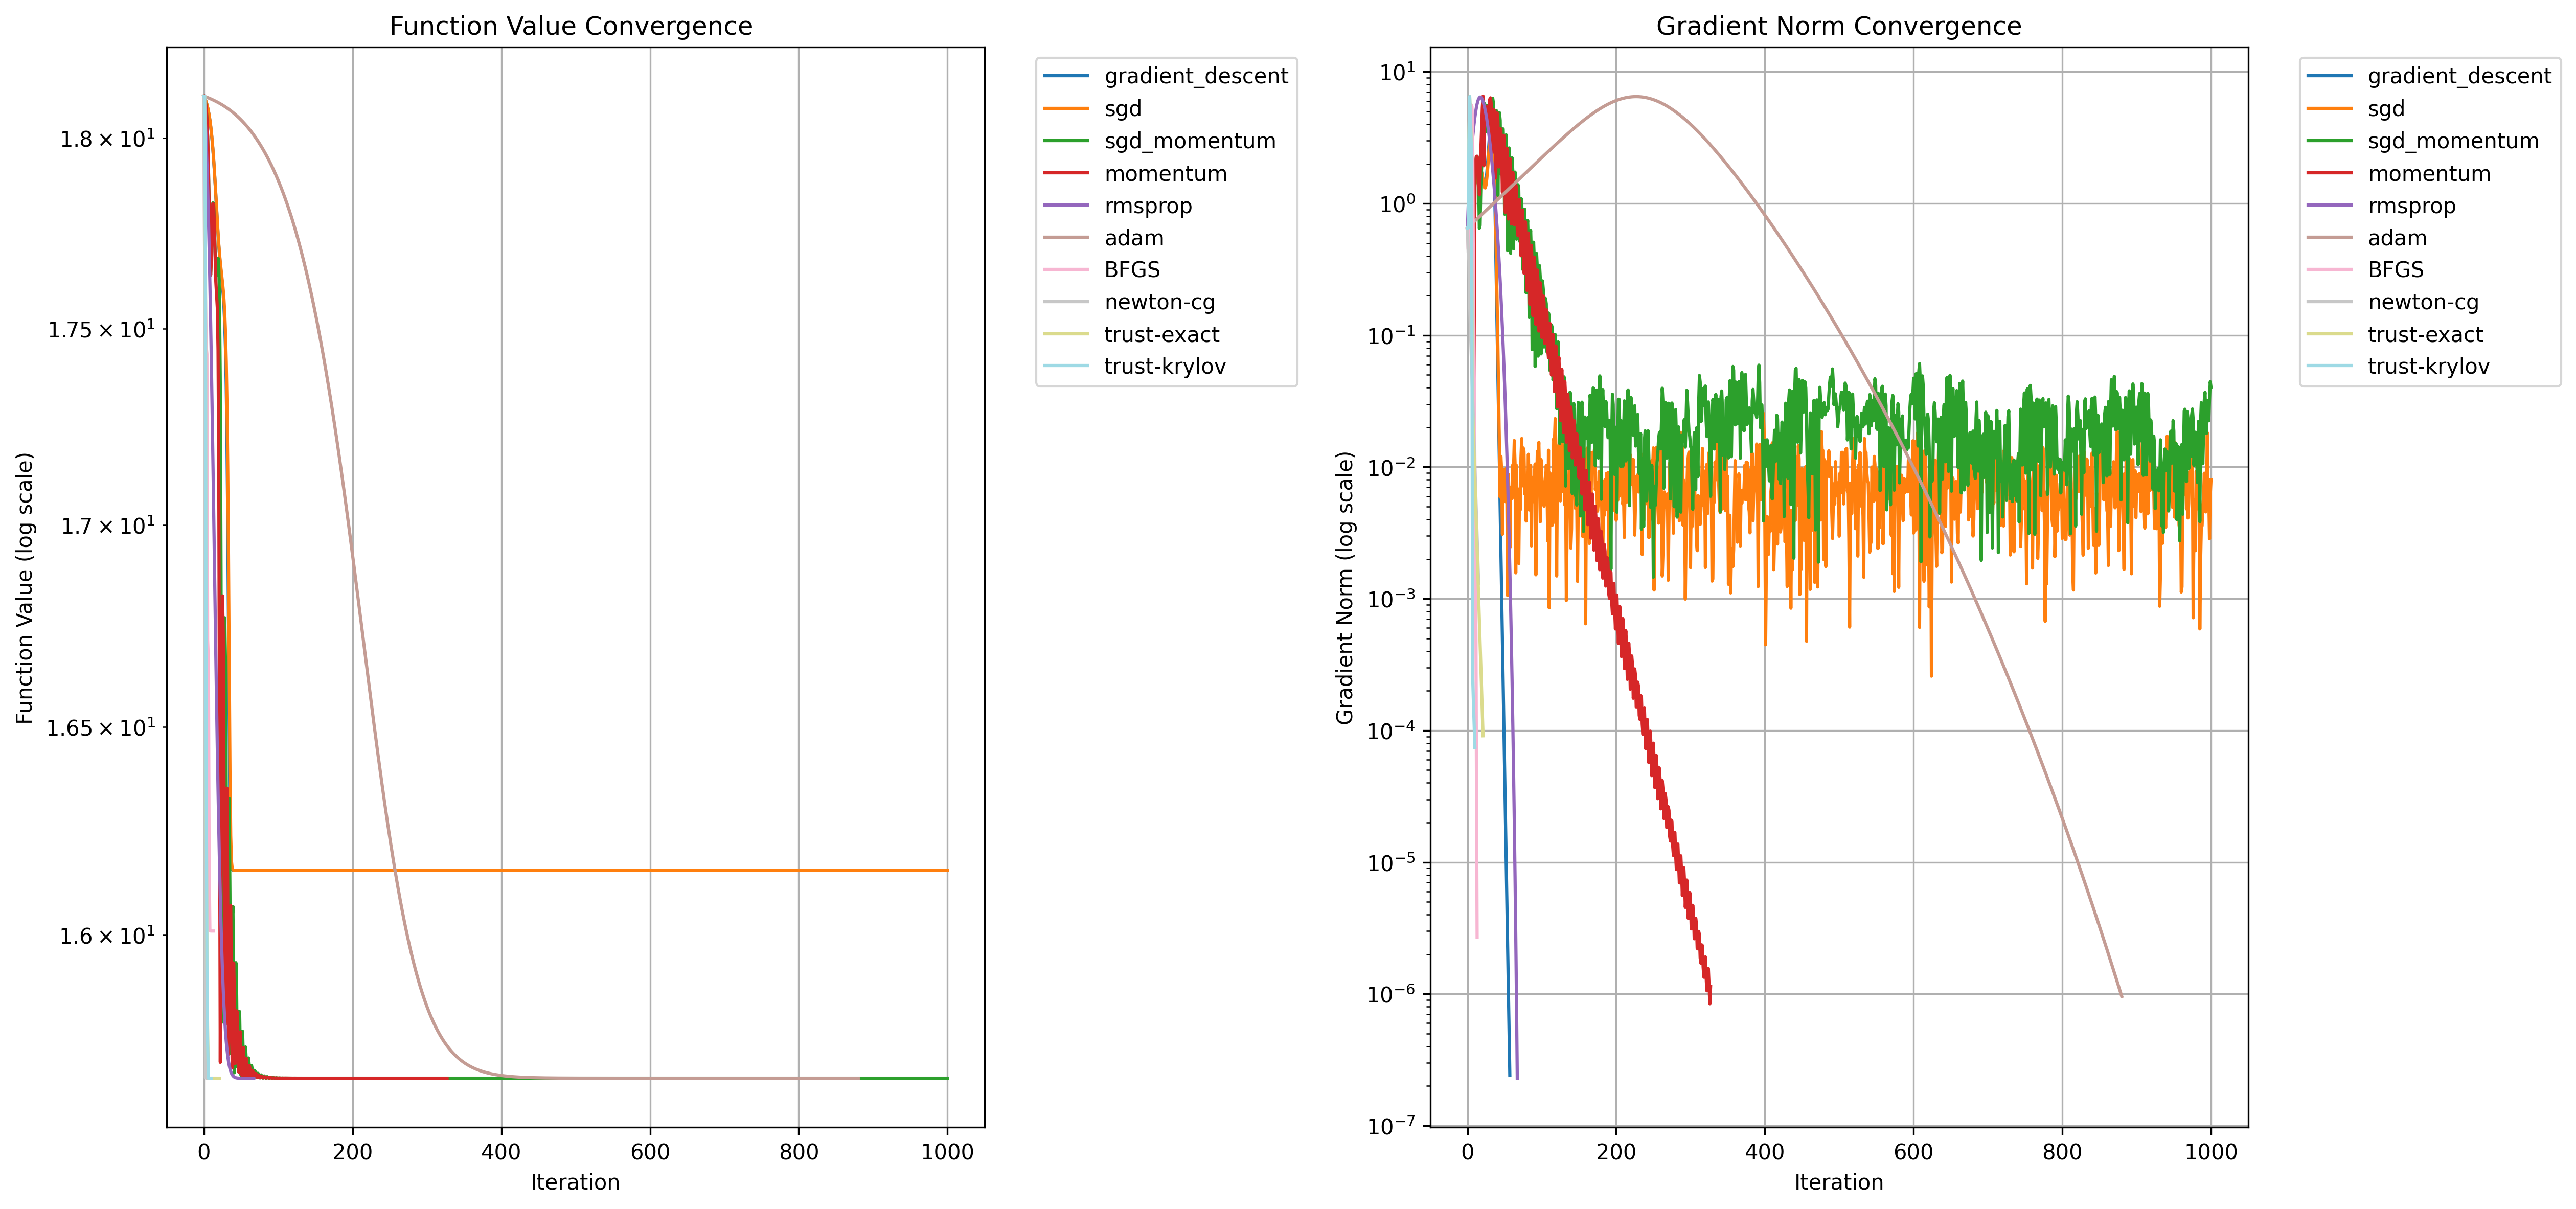 Function Value Convergence
Function Value (log scale)
1.8 × 10¹
1.75 × 10¹
1.7 × 10¹
1.65 × 10¹
1.6 × 10¹
0 200 400 600 800 1000
Iteration
gradient_descent
sgd
sgd_momentum
momentum
rmsprop
adam
BFGS
newton-cg
trust-exact
trust-krylov
Gradient Norm Convergence
Gradient Norm (log scale)
10¹
10⁰
10⁻¹
10⁻²
10⁻³
10⁻⁴
10⁻⁵
10⁻⁶
10⁻⁷
0 200 400 600 800 1000
Iteration
gradient_descent
sgd
sgd_momentum
momentum
rmsprop
adam
BFGS
newton-cg
trust-exact
trust-krylov